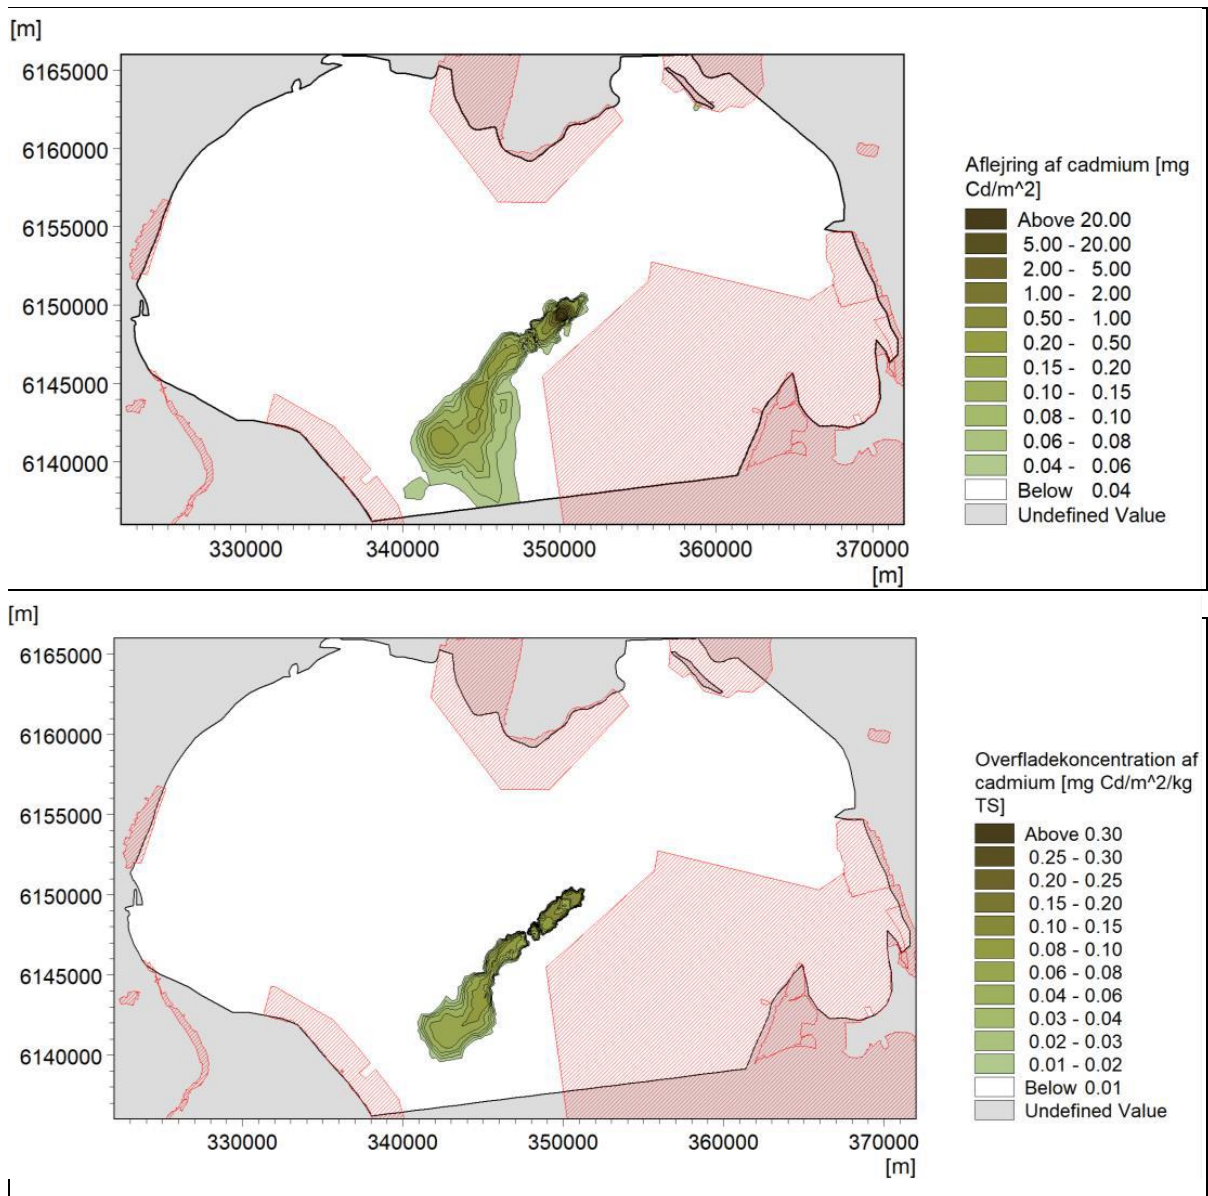 [m]
6165000
6160000
6155000
6150000
6145000
6140000
330000 340000 350000 360000 370000
[m]
Aflejring af cadmium [mg
Cd/m^2]
Above 20.00
5.00 - 20.00
2.00 - 5.00
1.00 - 2.00
0.50 - 1.00
0.20 - 0.50
0.15 - 0.20
0.10 - 0.15
0.08 - 0.10
0.06 - 0.08
0.04 - 0.06
Below 0.04
Undefined Value
[m]
6165000
6160000
6155000
6150000
6145000
6140000
330000 340000 350000 360000 370000
[m]
Overfladekoncentration af
cadmium [mg Cd/m^2/kg
TS]
Above 0.30
0.25 - 0.30
0.20 - 0.25
0.15 - 0.20
0.10 - 0.15
0.08 - 0.10
0.06 - 0.08
0.04 - 0.06
0.03 - 0.04
0.02 - 0.03
0.01 - 0.02
Below 0.01
Undefined Value